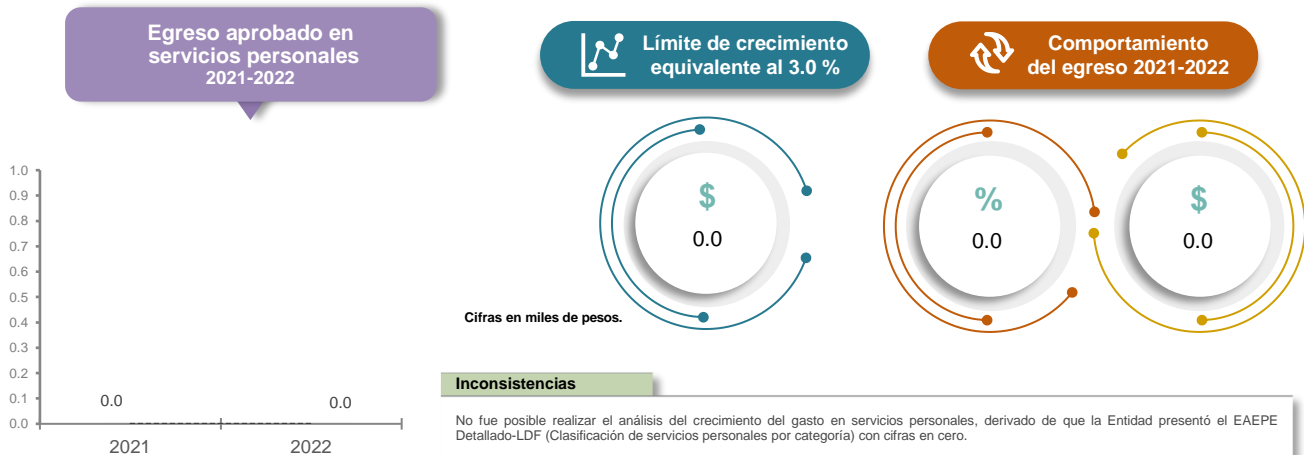 Egreso aprobado en
servicios personales
2021-2022
Límite de crecimiento
equivalente al 3.0 %
Comportamiento
del egreso 2021-2022
1.0
0.9
0.8
0.7
0.6
0.5
0.4
0.3
0.2
0.1
0.0
0.0
0.0
2021
2022
$
0.0
%
0.0
$
0.0
Cifras en miles de pesos.
Inconsistencias
No fue posible realizar el análisis del crecimiento del gasto en servicios personales, derivado de que la Entidad presentó el EAEPE
Detallado-LDF (Clasificación de servicios personales por categoría) con cifras en cero.